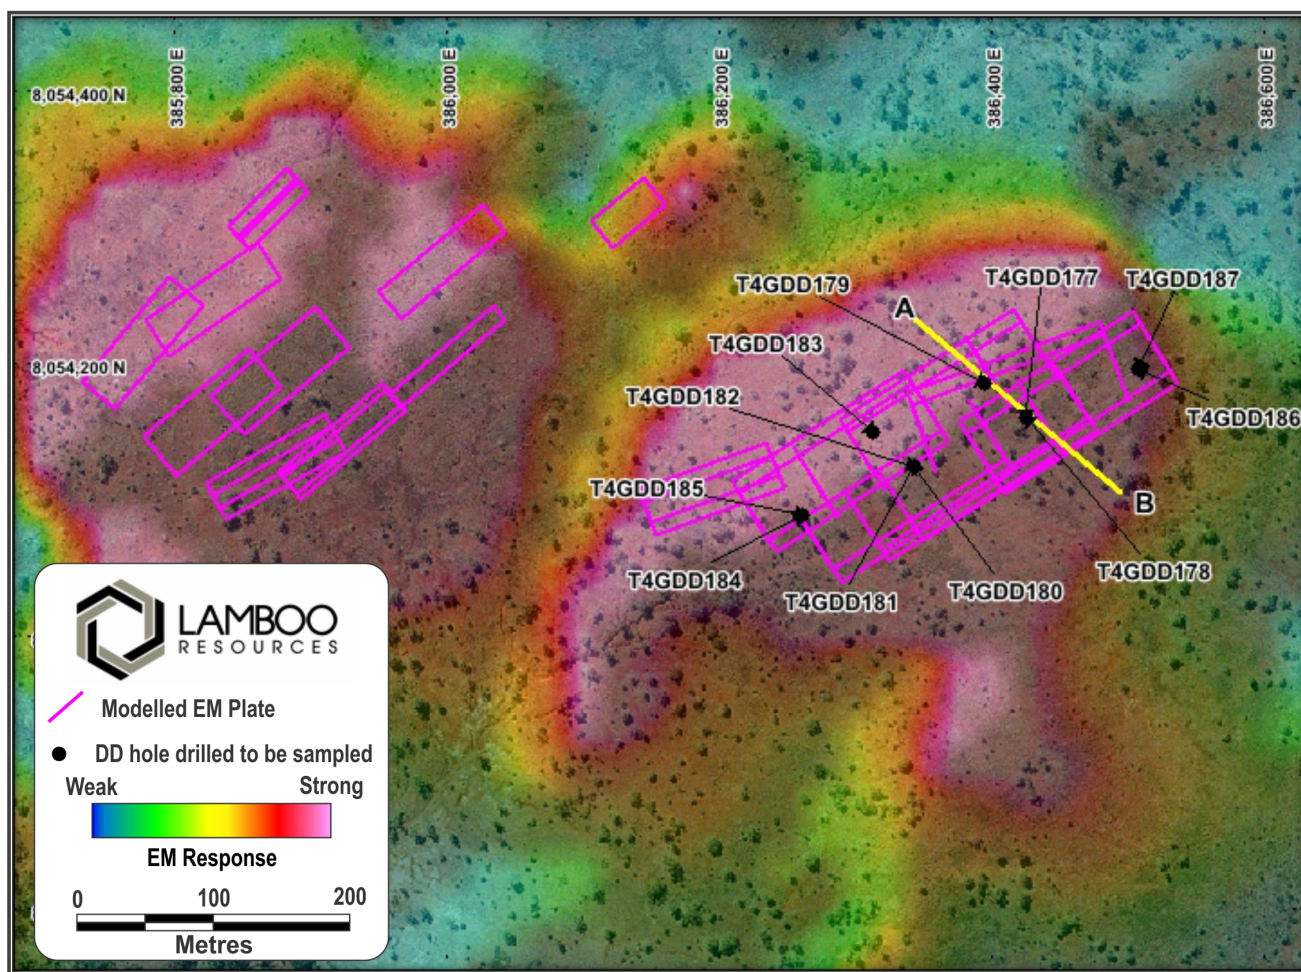 385,800 E
386,000 E
386,200 E
386,400 E
386,600 E
8,054,400 N
8,054,200 N
T4GDD179
T4GDD177
T4GDD187
A
T4GDD183
T4GDD182
T4GDD186
T4GDD185
B
T4GDD184
T4GDD181
T4GDD180
T4GDD178
LAMBOO
RESOURCES
Modelled EM Plate
DD hole drilled to be sampled
Weak Strong
EM Response
0 100 200
Metres